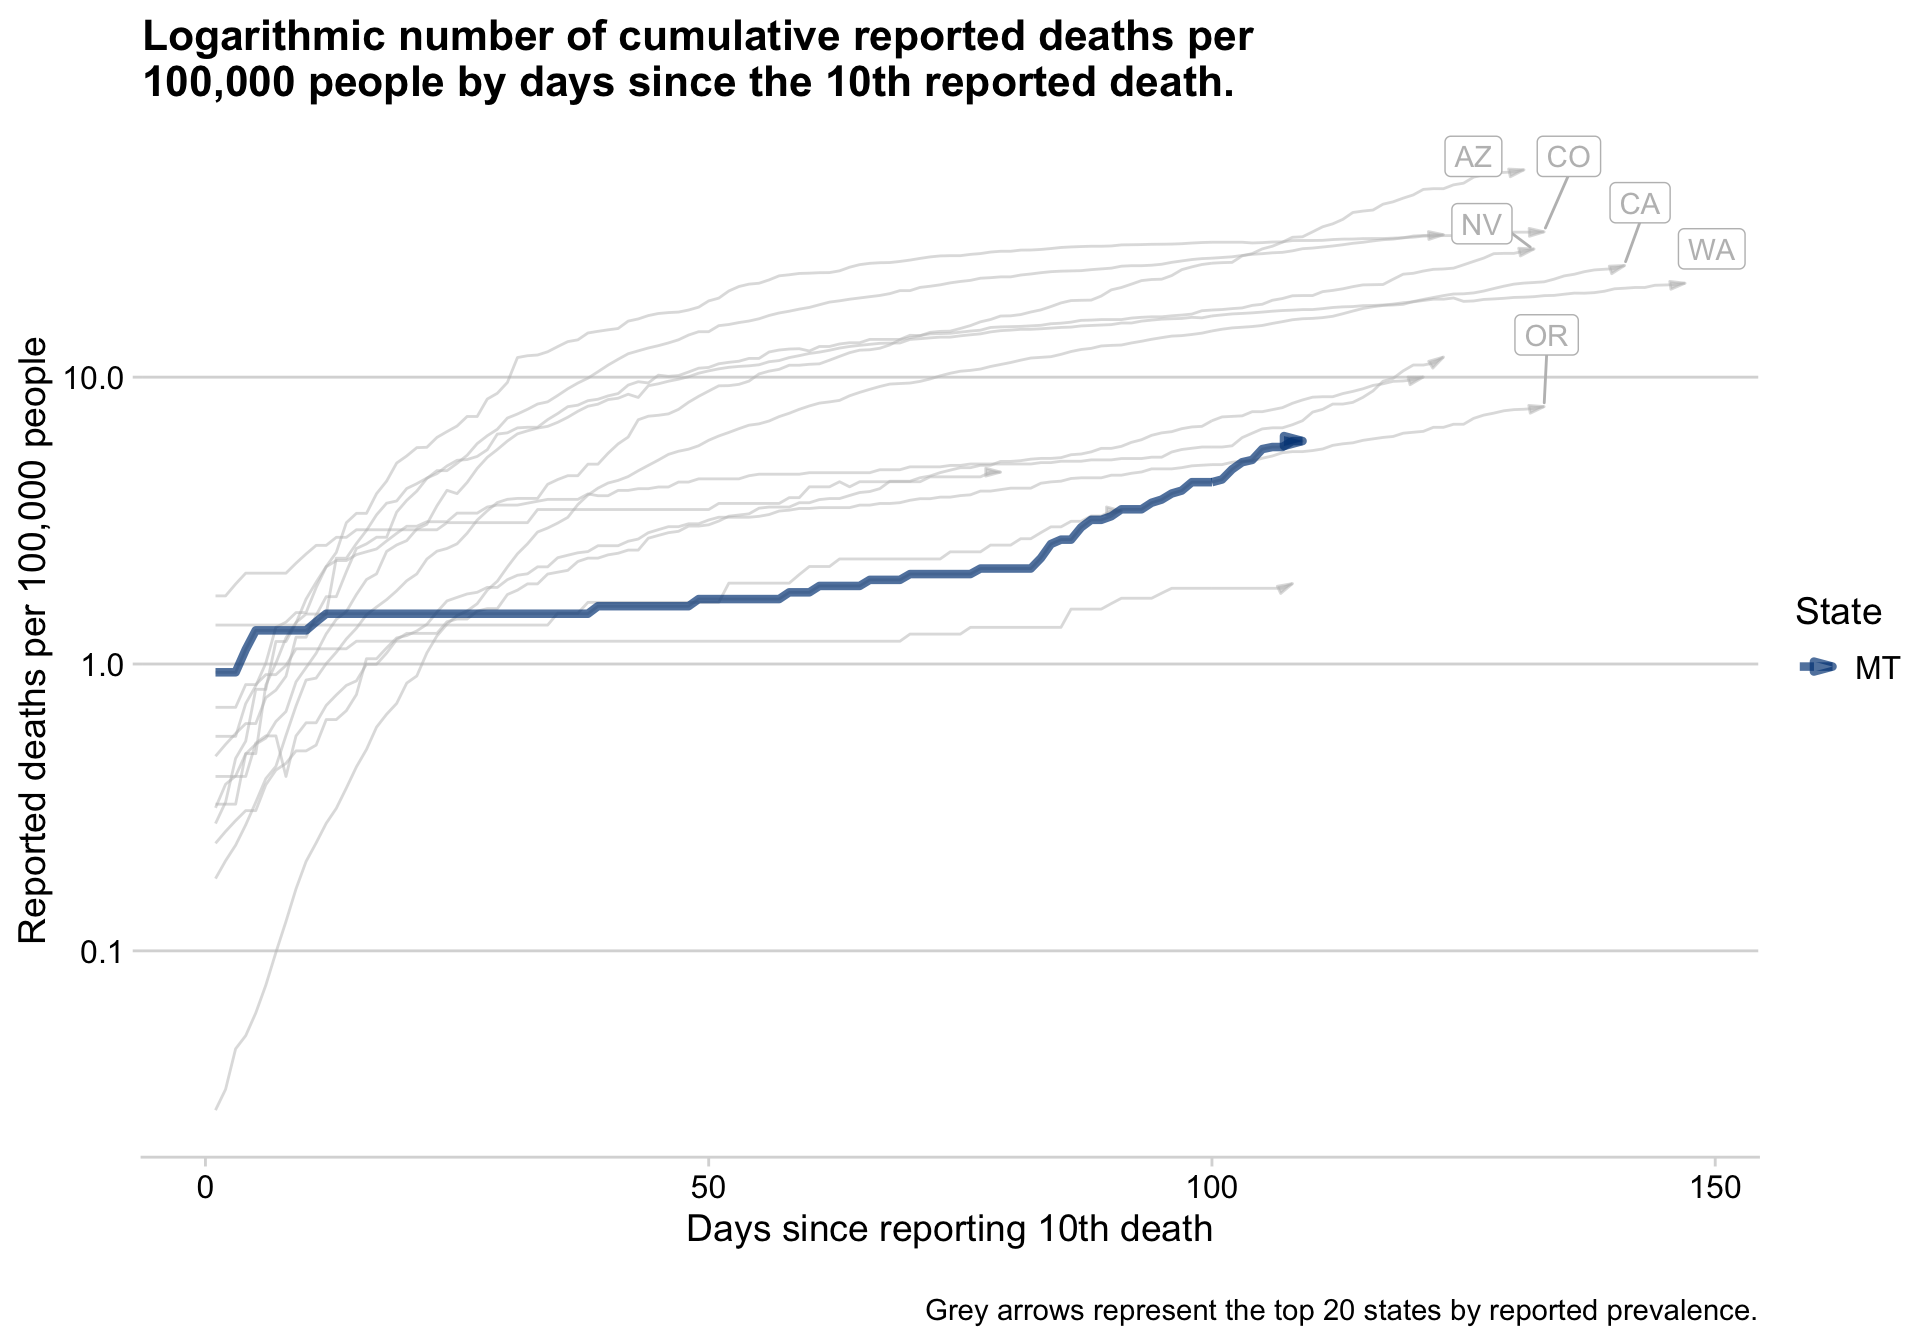 Logarithmic number of cumulative reported deaths per
100,000 people by days since the 10th reported death.
AZ
CO
CA
NV
WA
OR
Reported deaths per 100,000 people
10.0
1.0
0.1
State
MT
0
50
100
150
Days since reporting 10th death
Grey arrows represent the top 20 states by reported prevalence.